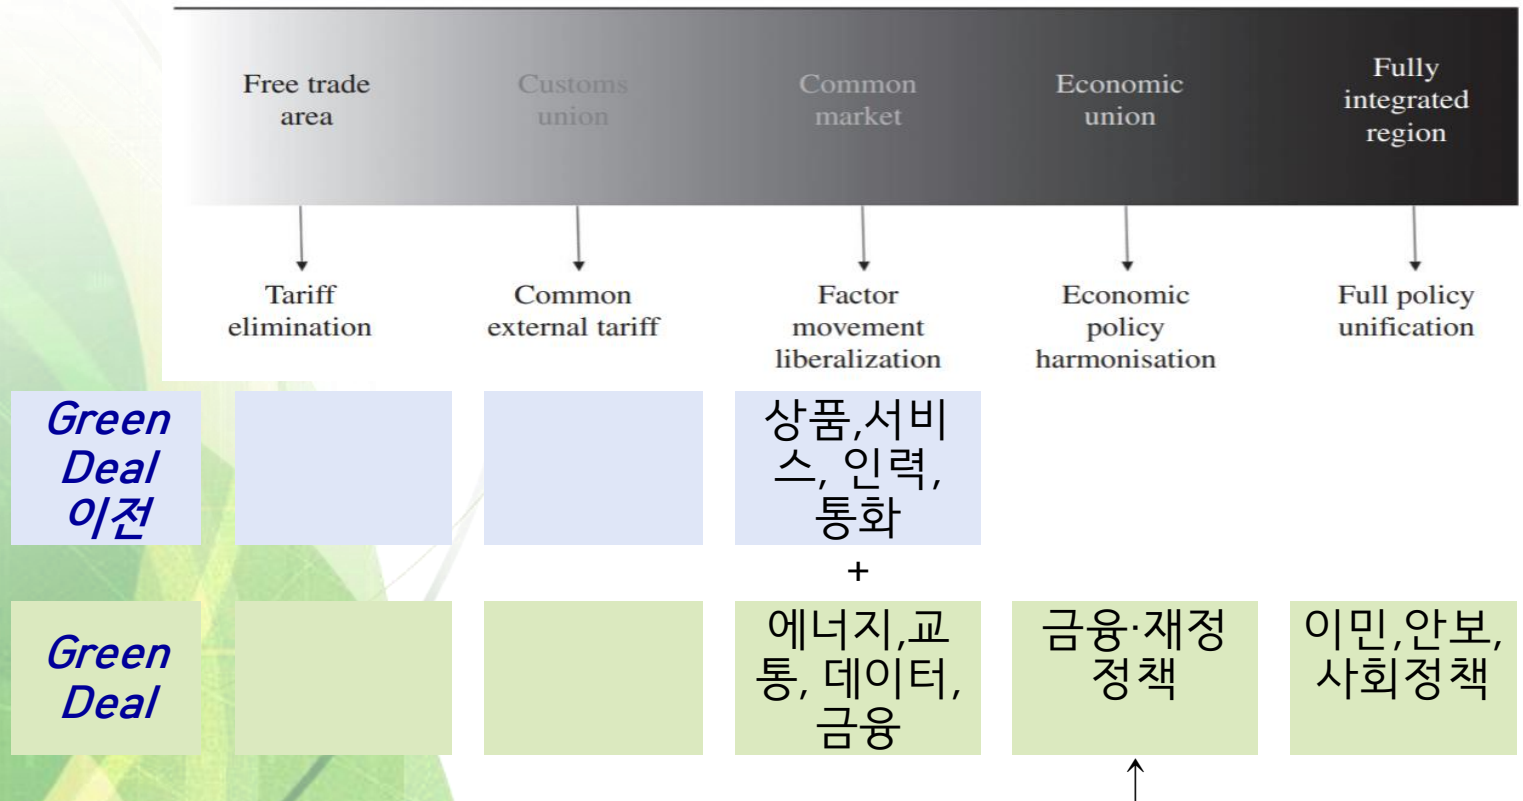 Free trade
area
Customs
union
Common
market
Economic
union
Fully
integrated
region
Tariff
elimination
Common
external tariff
Factor
movement
liberalization
Economic
policy
harmonisation
Full policy
unification
Green
Deal
이전
상품,서비
스, 인력,
통화
+
Green
Deal
에너지,교
통, 데이터,
금융
금융·재정
정책
이민,안보,
사회정책